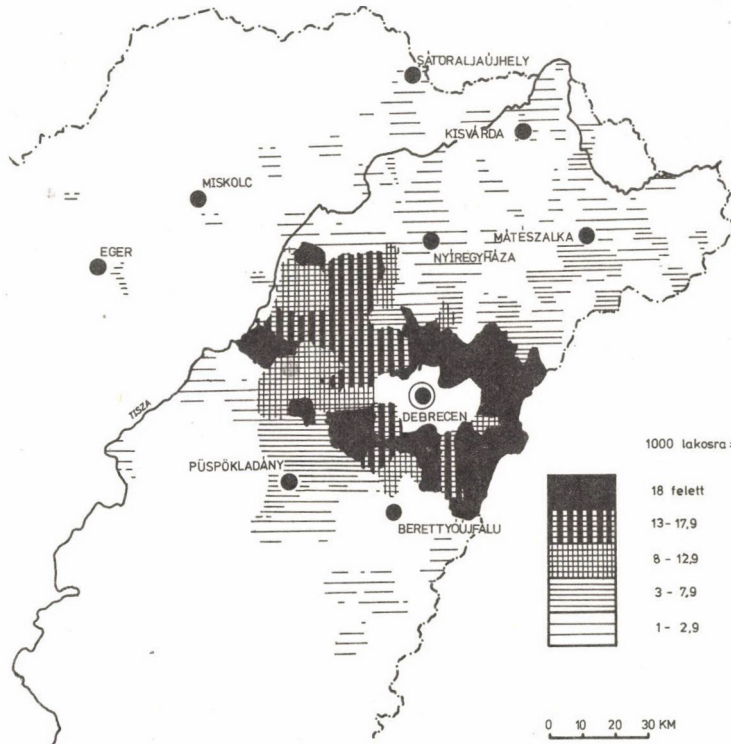 SÁTORALJAÚJHELY
KISVÁRDA
MISKOLC
MÁTÉSZALKA
NYÍREGYHÁZA
EGER
TISZA
DEBRECEN
PÜSPÖKLADÁNY
BERETTYÓÚJFALU
1000 lakosra :
18 felett
13 - 17,9
8 - 12,9
3 - 7,9
1 - 2,9
0 10 20 30 KM